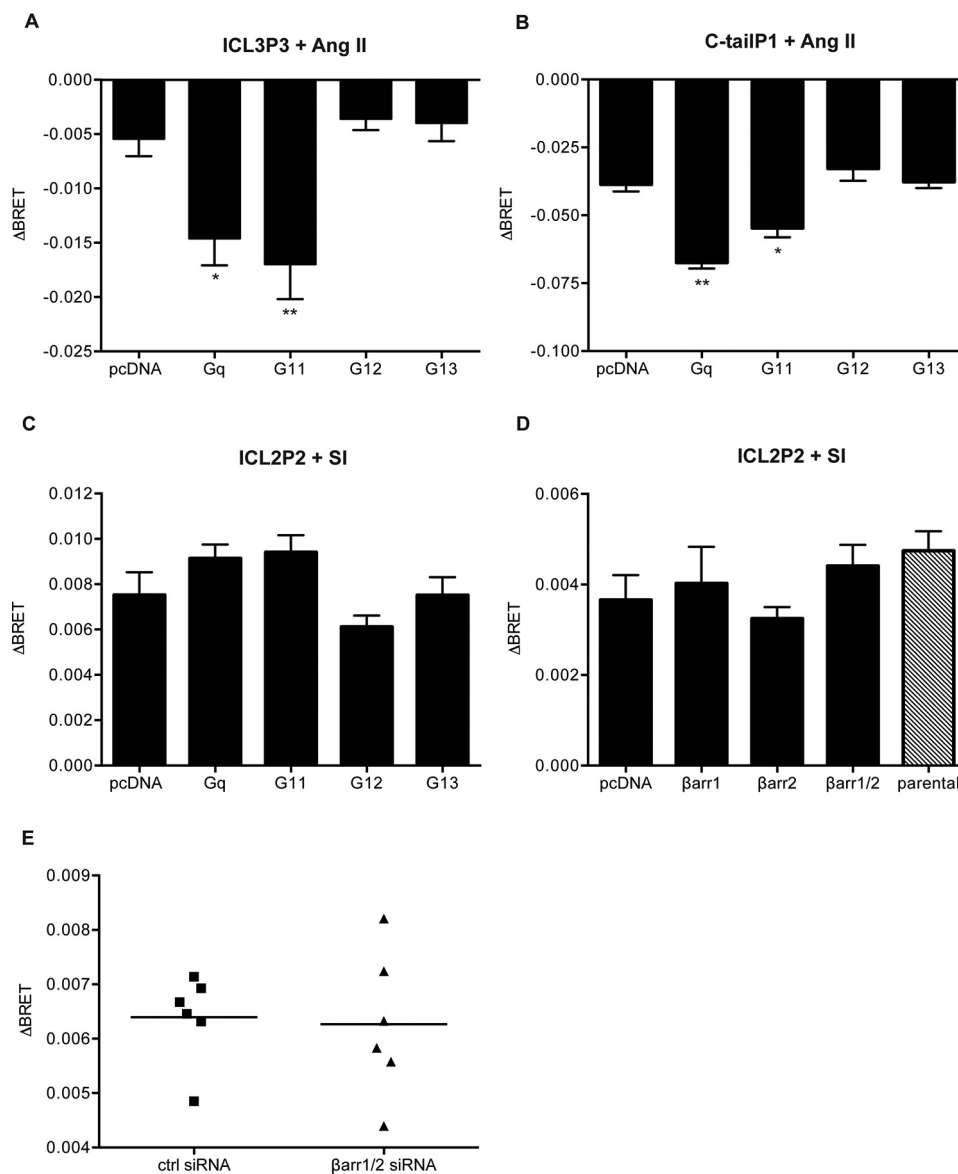 A
ICL3P3 + Ang II
ΔBRET
0.000
-0.005
-0.010
-0.015
-0.020
-0.025
*
**
pcDNA Gq G11 G12 G13
B
C-tailP1 + Ang II
ΔBRET
0.000
-0.025
-0.050
-0.075
-0.100
**
*
pcDNA Gq G11 G12 G13
C
ICL2P2 + SI
ΔBRET
0.012
0.010
0.008
0.006
0.004
0.002
0.000
pcDNA Gq G11 G12 G13
D
ICL2P2 + SI
ΔBRET
0.006
0.004
0.002
0.000
pcDNA βarr1 βarr2 βarr1/2 parental
E
ΔBRET
0.009
0.008
0.007
0.006
0.005
0.004
ctrl siRNA βarr1/2 siRNA